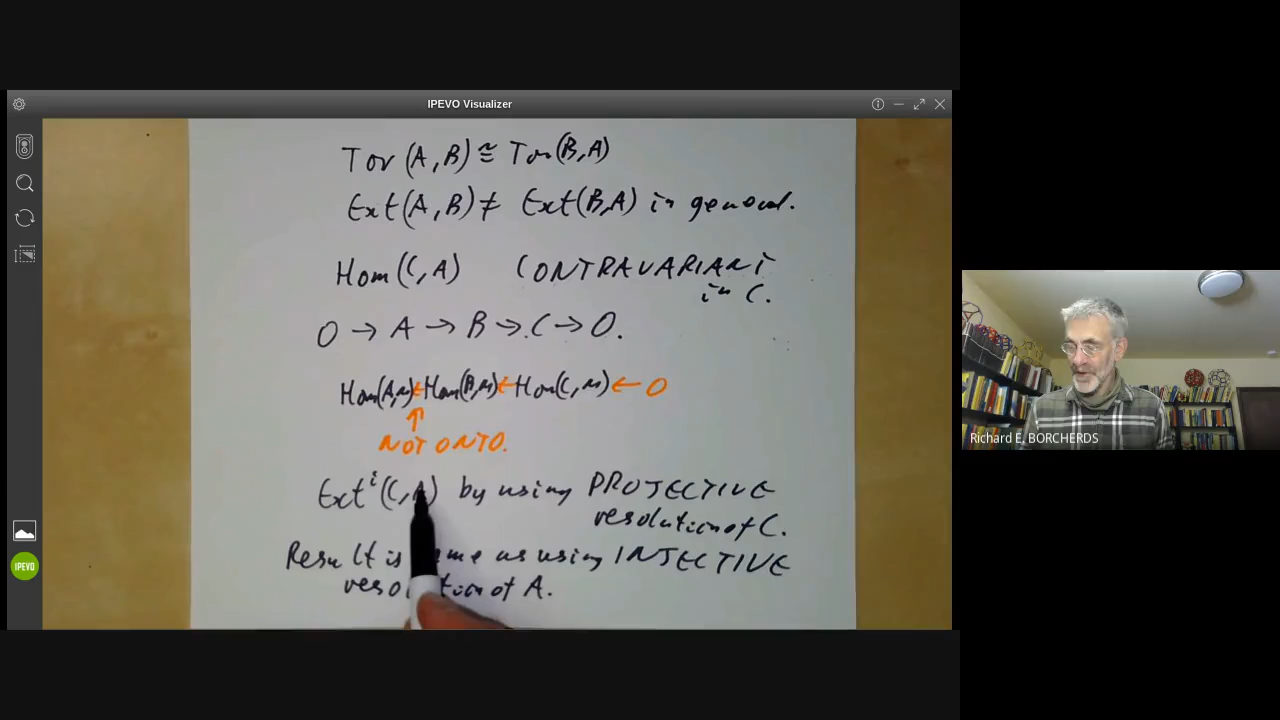 IPEVO Visualizer
Tor (A, B) ≅ Tor(B, A)
Ext(A, B) ≠ Ext(B, A) in general.
Hom(C, A) CONTRAVARIANT
in C.
0 → A → B → C → 0.
Hom(A,M) ← Hom(B,M) ← Hom(C,M) ← 0
↑
NOT ONTO.
Extⁱ(C, A) by using PROJECTIVE
resolution of C.
Result is same as using INJECTIVE
resolution of A.
IPEVO
Richard E. BORCHERDS